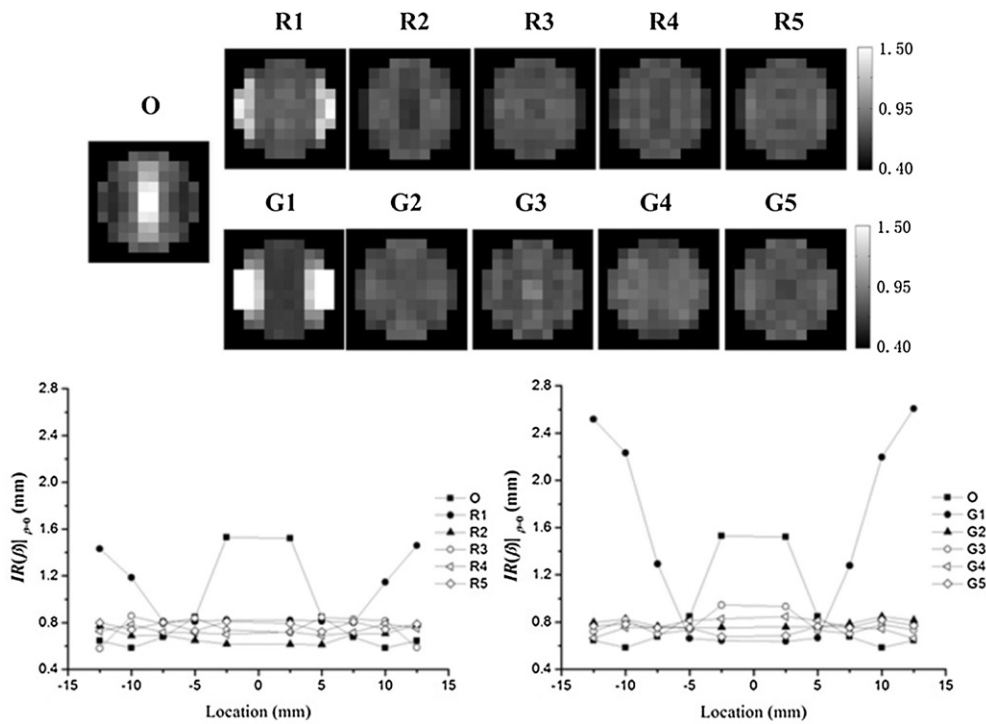 R1 R2 R3 R4 R5
O
1.50
0.95
0.40
G1 G2 G3 G4 G5
1.50
0.95
0.40
2.8
2.4
2.0
1.6
1.2
0.8
0.4
IR(β)| ρ=0 (mm)
-15 -10 -5 0 5 10 15
Location (mm)
O
R1
R2
R3
R4
R5
2.8
2.4
2.0
1.6
1.2
0.8
0.4
IR(β)| ρ=0 (mm)
-15 -10 -5 0 5 10 15
Location (mm)
O
G1
G2
G3
G4
G5